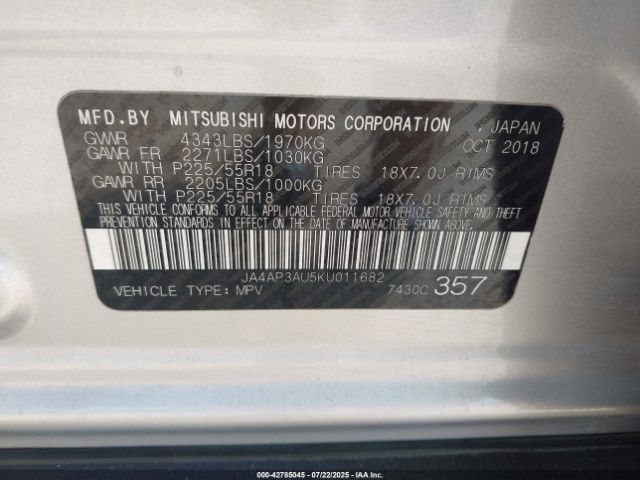 MFD.BY MITSUBISHI MOTORS CORPORATION , JAPAN
GWWR 4343LBS/1970KG OCT 2018
GAWR FR 2271LBS/1030KG
WITH P225/55R18 TIRES 18X7.0J RIMS
GAWR RR 2205LBS/1000KG
WITH P225/55R18 TIRES 18X7.0J RIMS
THIS VEHICLE CONFORMS TO ALL APPLICABLE FEDERAL MOTOR VEHICLE SAFETY AND THEFT
PREVENTION STANDARDS IN EFFECT ON THE DATE OF MANUFACTURE SHOWN ABOVE.
JA4AP3AU5KU011682
VEHICLE TYPE: MPV 7430C 357
000-42785045 - 07/22/2025 - IAA Inc.